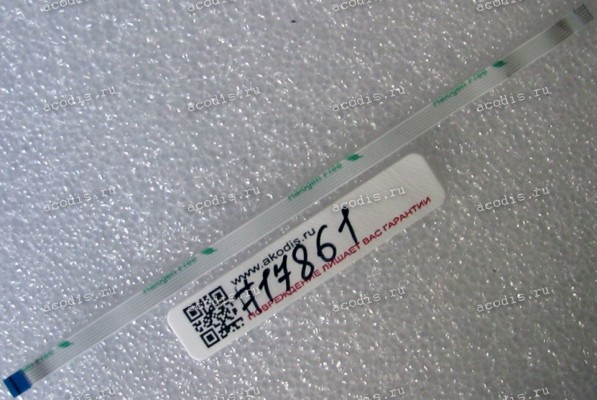 Halogen Free
Halogen Free
Halogen Free
Free
www.akodis.ru
#17861
ПОВРЕЖДЕНИЕ ЛИШАЕТ ВАС ГАРАНТИИ
acodis.ru
acodis.ru
acodis.ru
acodis.ru
acodis.ru
acodis.ru
acodis.ru
acodis.ru
acodis.ru
acodis.ru
acodis.ru
acodis.ru